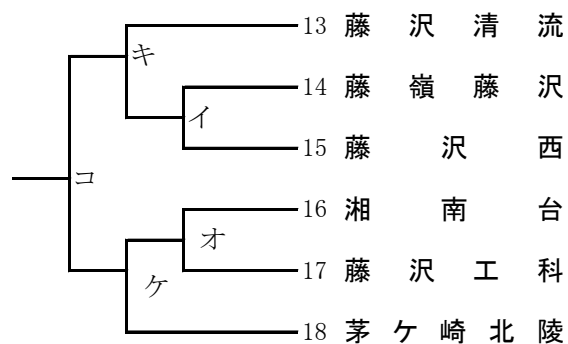 13 藤沢清流
キ
14 藤嶺藤沢
イ
15 藤沢西
コ
16 湘南台
オ
17 藤沢工科
ケ
18 茅ケ崎北陵